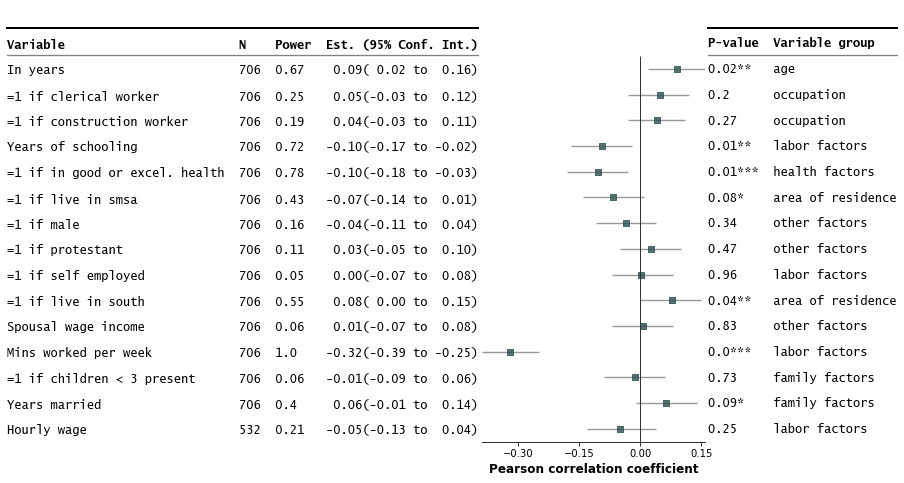 Variable N Power Est. (95% Conf. Int.) P-value Variable group
In years 706 0.67 0.09( 0.02 to 0.16) 0.02** age
=1 if clerical worker 706 0.25 0.05(-0.03 to 0.12) 0.2 occupation
=1 if construction worker 706 0.19 0.04(-0.03 to 0.11) 0.27 occupation
Years of schooling 706 0.72 -0.10(-0.17 to -0.02) 0.01** labor factors
=1 if in good or excel. health 706 0.78 -0.10(-0.18 to -0.03) 0.01*** health factors
=1 if live in smsa 706 0.43 -0.07(-0.14 to 0.01) 0.08* area of residence
=1 if male 706 0.16 -0.04(-0.11 to 0.04) 0.34 other factors
=1 if protestant 706 0.11 0.03(-0.05 to 0.10) 0.47 other factors
=1 if self employed 706 0.05 0.00(-0.07 to 0.08) 0.96 labor factors
=1 if live in south 706 0.55 0.08( 0.00 to 0.15) 0.04** area of residence
Spousal wage income 706 0.06 0.01(-0.07 to 0.08) 0.83 other factors
Mins worked per week 706 1.0 -0.32(-0.39 to -0.25) 0.0*** labor factors
=1 if children < 3 present 706 0.06 -0.01(-0.09 to 0.06) 0.73 family factors
Years married 706 0.4 0.06(-0.01 to 0.14) 0.09* family factors
Hourly wage 532 0.21 -0.05(-0.13 to 0.04) 0.25 labor factors
−0.30 −0.15 0.00 0.15
Pearson correlation coefficient